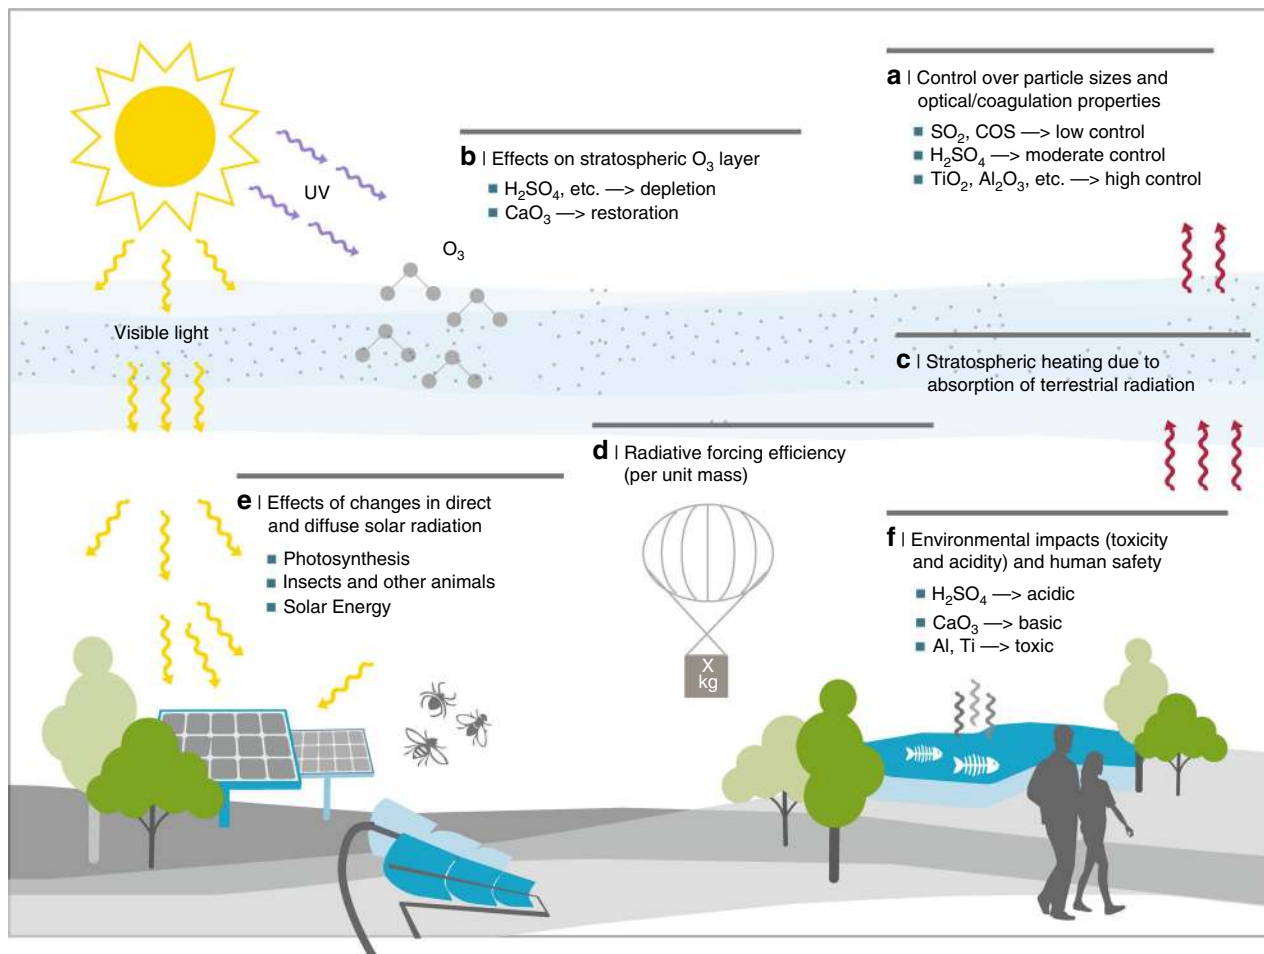 a | Control over particle sizes and
optical/coagulation properties
SO₂, COS —> low control
H₂SO₄ —> moderate control
TiO₂, Al₂O₃, etc. —> high control
b | Effects on stratospheric O₃ layer
H₂SO₄, etc. —> depletion
CaO₃ —> restoration
UV
O₃
Visible light
c | Stratospheric heating due to
absorption of terrestrial radiation
d | Radiative forcing efficiency
(per unit mass)
e | Effects of changes in direct
and diffuse solar radiation
Photosynthesis
Insects and other animals
Solar Energy
f | Environmental impacts (toxicity
and acidity) and human safety
H₂SO₄ —> acidic
CaO₃ —> basic
Al, Ti —> toxic
X
kg